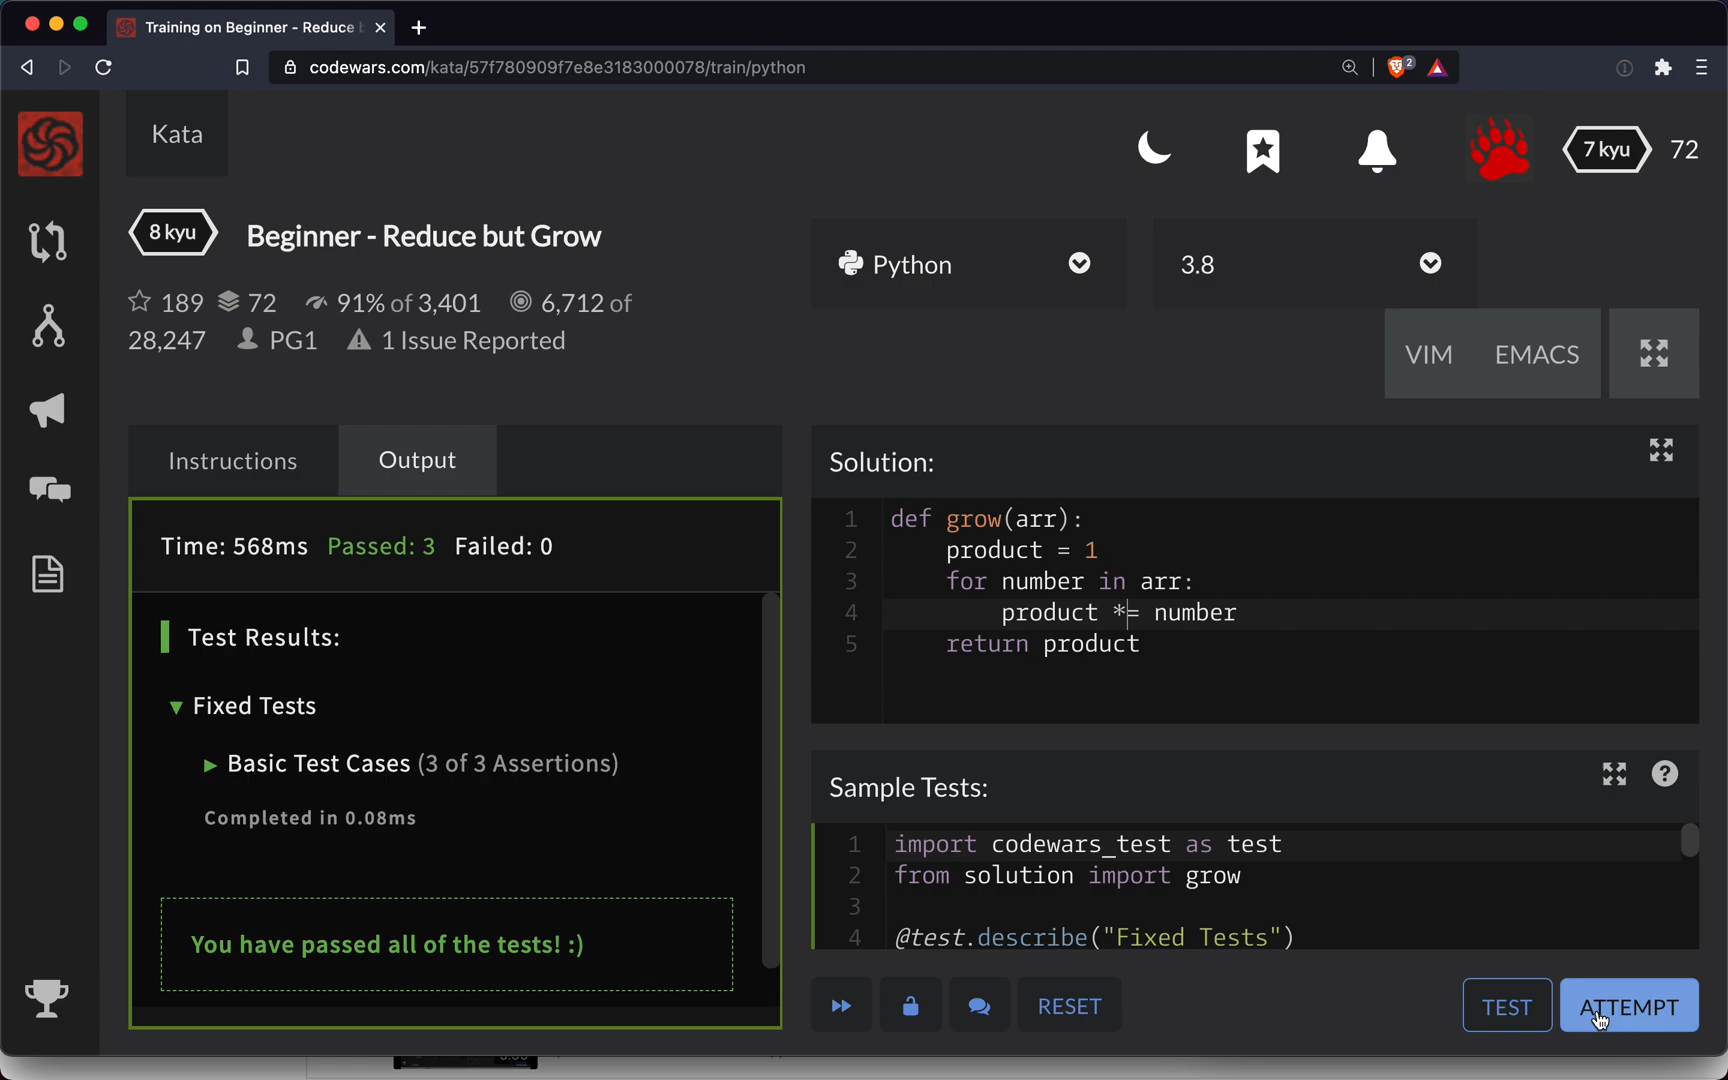 Training on Beginner - Reduce b
codewars.com/kata/57f780909f7e8e3183000078/train/python
2
Kata
7 kyu
72
8 kyu
Beginner - Reduce but Grow
189 72 91% of 3,401 6,712 of
28,247 PG1 1 Issue Reported
Python
3.8
VIM
EMACS
Instructions
Output
Time: 568ms Passed: 3 Failed: 0
Test Results:
Fixed Tests
Basic Test Cases (3 of 3 Assertions)
Completed in 0.08ms
You have passed all of the tests! :)
Solution:
1 def grow(arr):
2 product = 1
3 for number in arr:
4 product *= number
5 return product
Sample Tests:
1 import codewars_test as test
2 from solution import grow
3
4 @test.describe("Fixed Tests")
RESET
TEST
ATTEMPT